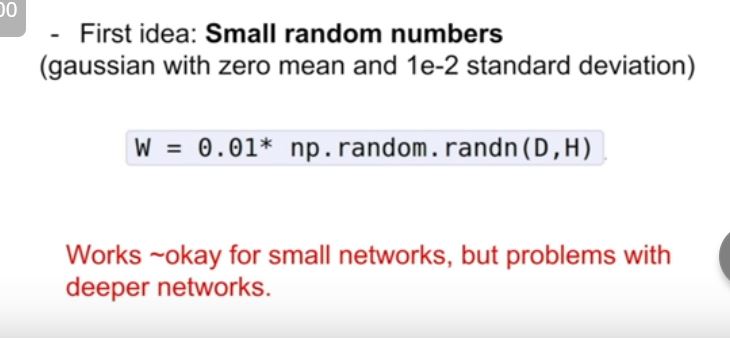 00
- First idea: Small random numbers
(gaussian with zero mean and 1e-2 standard deviation)
W = 0.01* np.random.randn(D,H)
Works ~okay for small networks, but problems with
deeper networks.